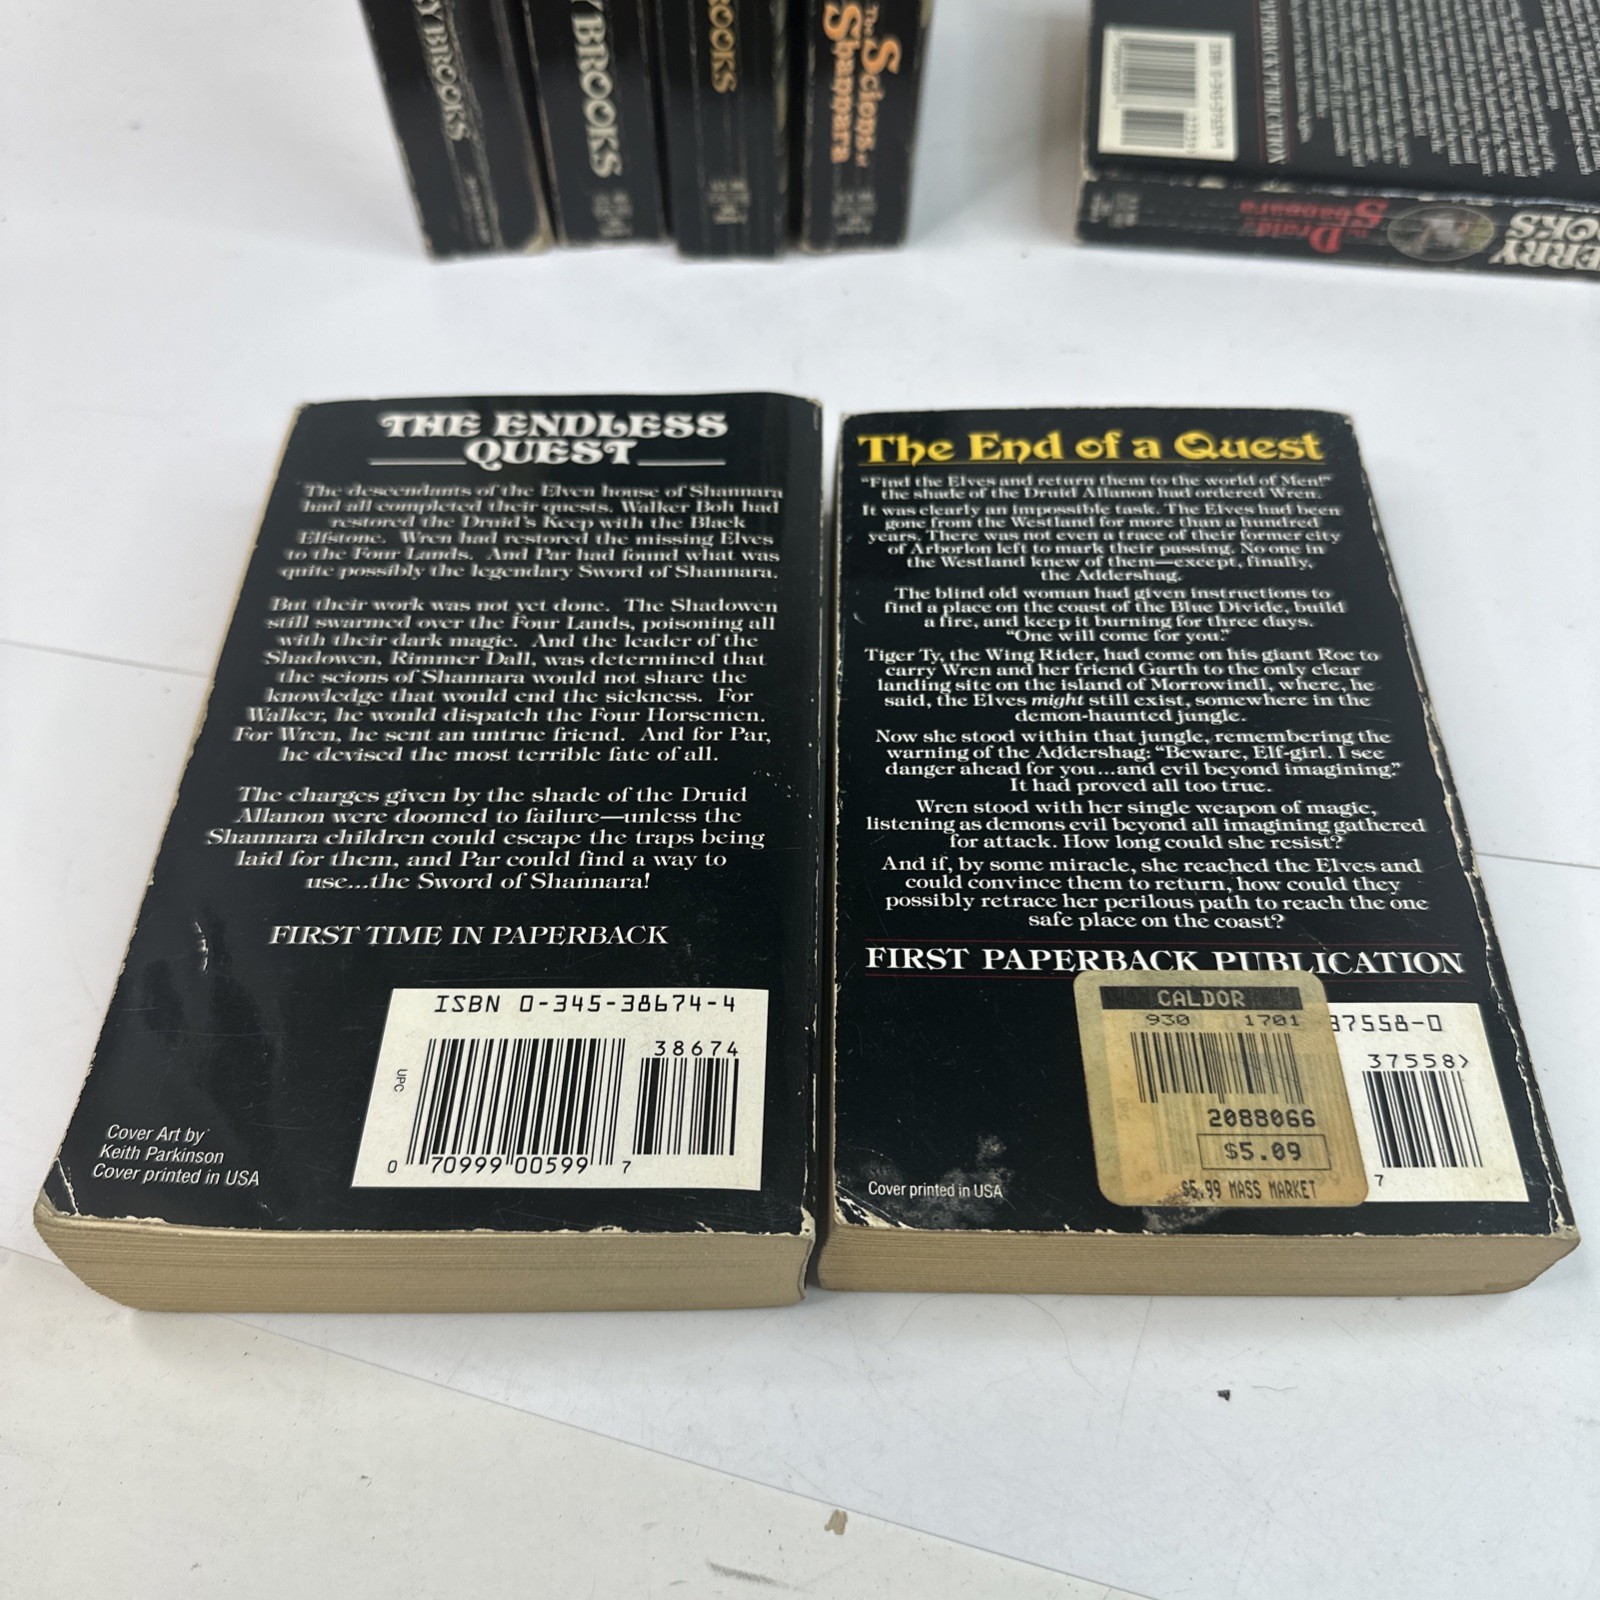 YBROOKS
Y BROOKS
BROOKS
The Scions of
Shannara
The Druid of
Shannara
TERRY
BROOKS
THE ENDLESS
QUEST
The descendants of the Elven house of Shannara
had all completed their quests. Walker Boh had
restored the Druid's Keep with the Black
Elfstone. Wren had restored the missing Elves
to the Four Lands. And Par had found what was
quite possibly the legendary Sword of Shannara.
But their work was not yet done. The Shadowen
still swarmed over the Four Lands, poisoning all
with their dark magic. And the leader of the
Shadowen, Rimmer Dall, was determined that
the scions of Shannara would not share the
knowledge that would end the sickness. For
Walker, he would dispatch the Four Horsemen.
For Wren, he sent an untrue friend. And for Par,
he devised the most terrible fate of all.
The charges given by the shade of the Druid
Allanon were doomed to failure—unless the
Shannara children could escape the traps being
laid for them, and Par could find a way to
use...the Sword of Shannara!
FIRST TIME IN PAPERBACK
ISBN 0-345-38674-4
38674
UPC
0 70999 00599 7
Cover Art by
Keith Parkinson
Cover printed in USA
The End of a Quest
"Find the Elves and return them to the world of Men!"
the shade of the Druid Allanon had ordered Wren.
It was clearly an impossible task. The Elves had been
gone from the Westland for more than a hundred
years. There was not even a trace of their former city
of Arborlon left to mark their passing. No one in
the Westland knew of them—except, finally,
the Addershag.
The blind old woman had given instructions to
find a place on the coast of the Blue Divide, build
a fire, and keep it burning for three days.
"One will come for you."
Tiger Ty, the Wing Rider, had come on his giant Roc to
carry Wren and her friend Garth to the only clear
landing site on the island of Morrowindl, where, he
said, the Elves might still exist, somewhere in the
demon-haunted jungle.
Now she stood within that jungle, remembering the
warning of the Addershag: "Beware, Elf-girl. I see
danger ahead for you...and evil beyond imagining."
It had proved all too true.
Wren stood with her single weapon of magic,
listening as demons evil beyond all imagining gathered
for attack. How long could she resist?
And if, by some miracle, she reached the Elves and
could convince them to return, how could they
possibly retrace her perilous path to reach the one
safe place on the coast?
FIRST PAPERBACK PUBLICATION
CALDOR
930 1701
2088066
$5.09
$5.99 MASS MARKET
37558-0
37558>
7
Cover printed in USA